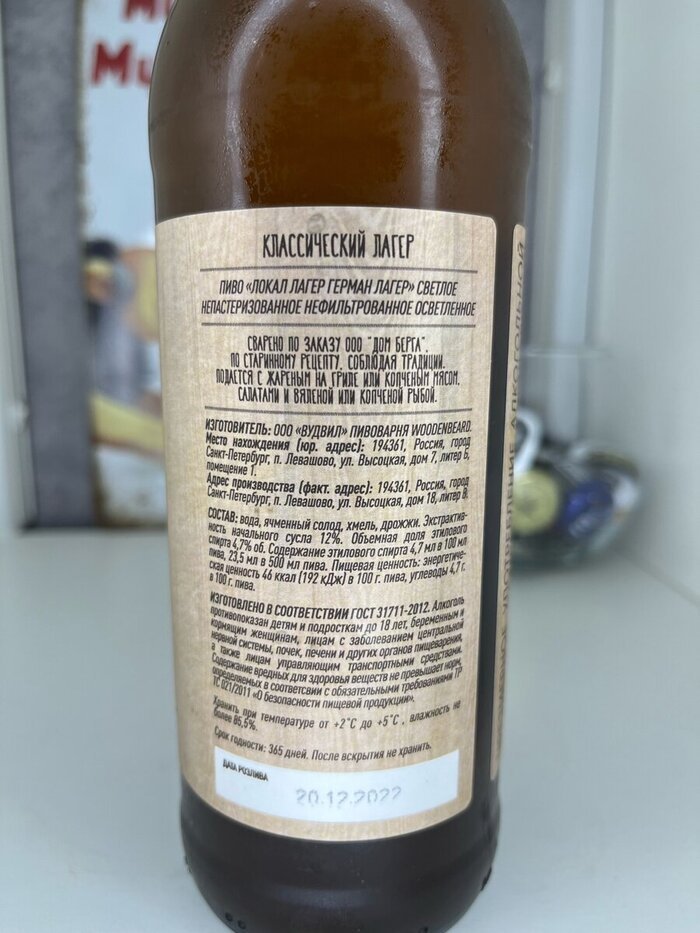 КЛАССИЧЕСКИЙ ЛАГЕР
ПИВО «ЛОКАЛ ЛАГЕР ГЕРМАН ЛАГЕР» СВЕТЛОЕ
НЕПАСТЕРИЗОВАННОЕ НЕФИЛЬТРОВАННОЕ ОСВЕТЛЕННОЕ
СВАРЕНО ПО ЗАКАЗУ ООО "ДОМ БЕРГА".
ПО СТАРИННОМУ РЕЦЕПТУ, СОБЛЮДАЯ ТРАДИЦИИ.
ПОДАЕТСЯ С ЖАРЕНЫМ НА ГРИЛЕ ИЛИ КОПЧЕНЫМ МЯСОМ,
САЛАТАМИ И ВЯЛЕНОЙ ИЛИ КОПЧЕНОЙ РЫБОЙ.
ИЗГОТОВИТЕЛЬ: ООО «ВУДВИЛ» ПИВОВАРНЯ WOODENBEARD.
Место нахождения (юр. адрес): 194361, Россия, город
Санкт-Петербург, п. Левашово, ул. Высоцкая, дом 7, литер Б,
помещение 1.
Адрес производства (факт. адрес): 194361, Россия, город
Санкт-Петербург, п. Левашово, ул. Высоцкая, дом 18, литер В.
СОСТАВ: вода, ячменный солод, хмель, дрожжи. Экстрактив-
ность начального сусла 12%. Объемная доля этилового
спирта 4,7% об. Содержание этилового спирта 4,7 мл в 100 мл
пива, 23,5 мл в 500 мл пива. Пищевая ценность: энергетиче-
ская ценность 46 ккал (192 кДж) в 100 г. пива, углеводы 4,7 г.
в 100 г. пива.
ИЗГОТОВЛЕНО В СООТВЕТСТВИИ ГОСТ 31711-2012. Алкоголь
противопоказан детям и подросткам до 18 лет, беременным и
кормящим женщинам, лицам с заболеванием центральной
нервной системы, почек, печени и других органов пищеварения,
а также лицам управляющим транспортными средствами.
Содержание вредных для здоровья веществ не превышает норм,
определяемых в соответсвии с обязательными требованиями ТР
ТС 021/2011 «О безопасности пищевой продукции».
Хранить при температуре от +2°С до +5°С , влажность не
более 85,5%.
Срок годности: 365 дней. После вскрытия не хранить.
ДАТА РОЗЛИВА
20.12.2022
УПОТРЕБЛЕНИЕ АЛКОГОЛЬНОЙ